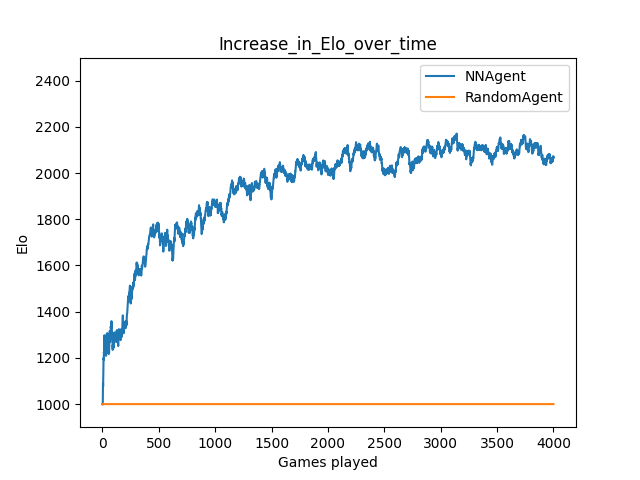 Increase_in_Elo_over_time
NNAgent
RandomAgent
2400
2200
2000
1800
1600
1400
1200
1000
Elo
0 500 1000 1500 2000 2500 3000 3500 4000
Games played